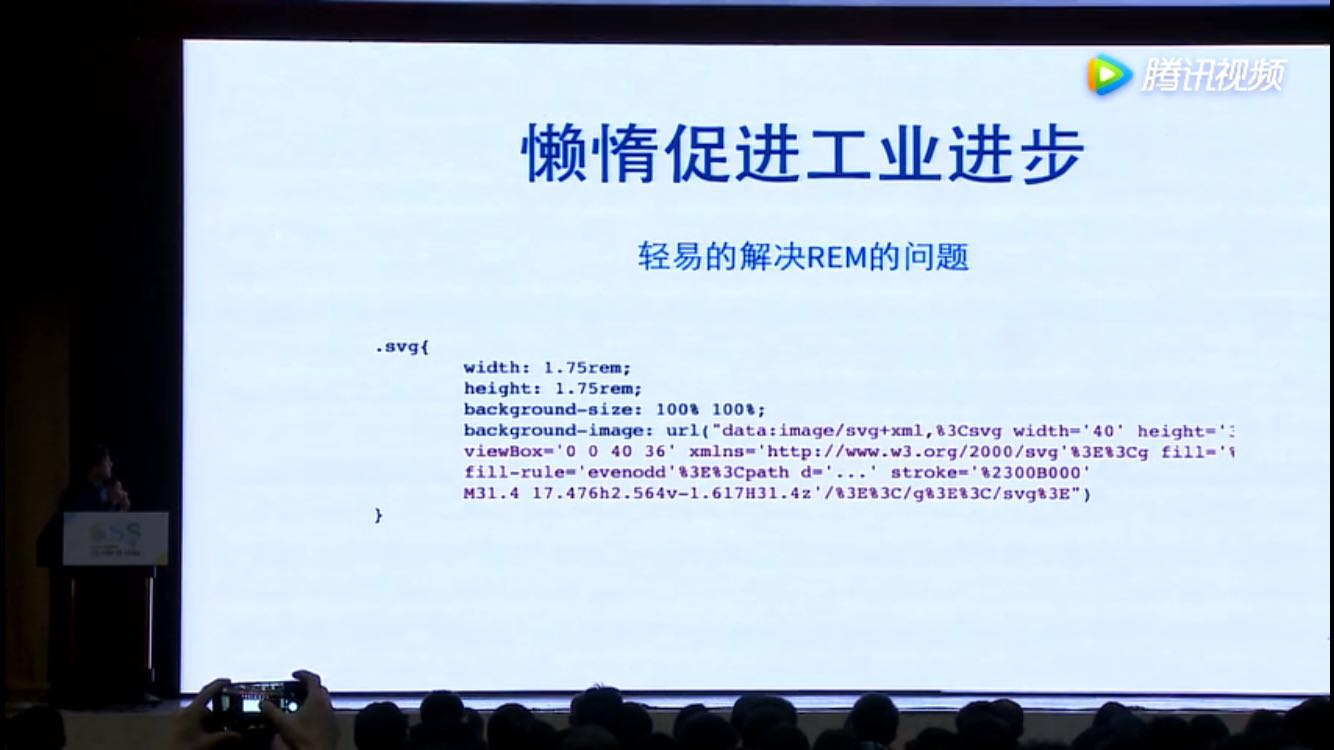 腾讯视频
懒惰促进工业进步
轻易的解决REM的问题
.svg{
width: 1.75rem;
height: 1.75rem;
background-size: 100% 100%;
background-image: url("data:image/svg+xml,%3Csvg width='40' height='
viewBox='0 0 40 36' xmlns='http://www.w3.org/2000/svg'%3E%3Cg fill='
fill-rule='evenodd'%3E%3Cpath d='...' stroke='%2300B000'
M31.4 17.476h2.564v-1.617H31.4z'/%3E%3C/g%3E%3C/svg%3E")
}